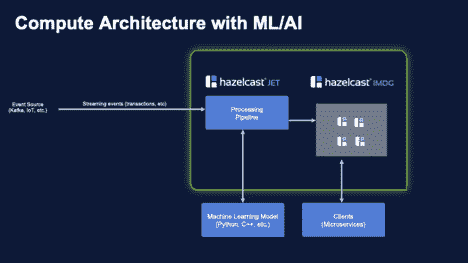 Compute Architecture with ML/AI
hazelcast JET
hazelcast IMDG
Event Source
(Kafka, IoT, etc.)
Streaming events (transactions, etc)
Processing
Pipeline
Machine Learning Model
(Python, C++, etc.)
Clients
(Microservices)